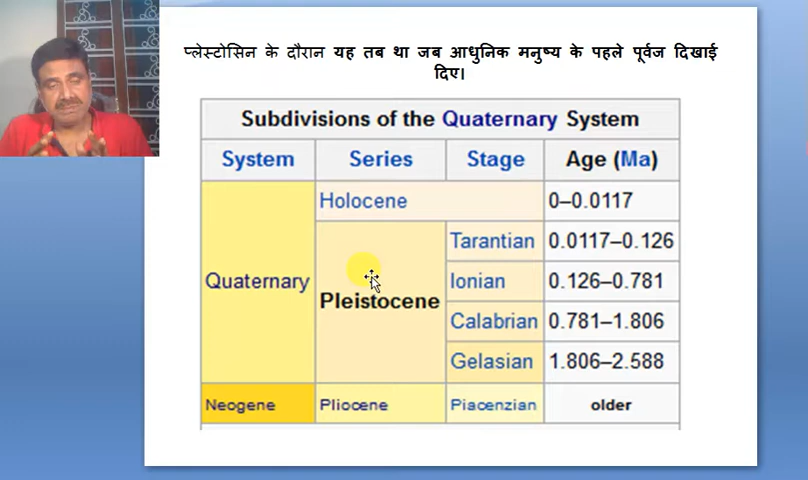 प्लेस्टोसिन के दौरान यह तब था जब आधुनिक मनुष्य के पहले पूर्वज दिखाई
दिए।
Subdivisions of the Quaternary System
System Series Stage Age (Ma)
Holocene 0–0.0117
Tarantian 0.0117–0.126
Quaternary Ionian 0.126–0.781
Pleistocene
Calabrian 0.781–1.806
Gelasian 1.806–2.588
Neogene Pliocene Piacenzian older